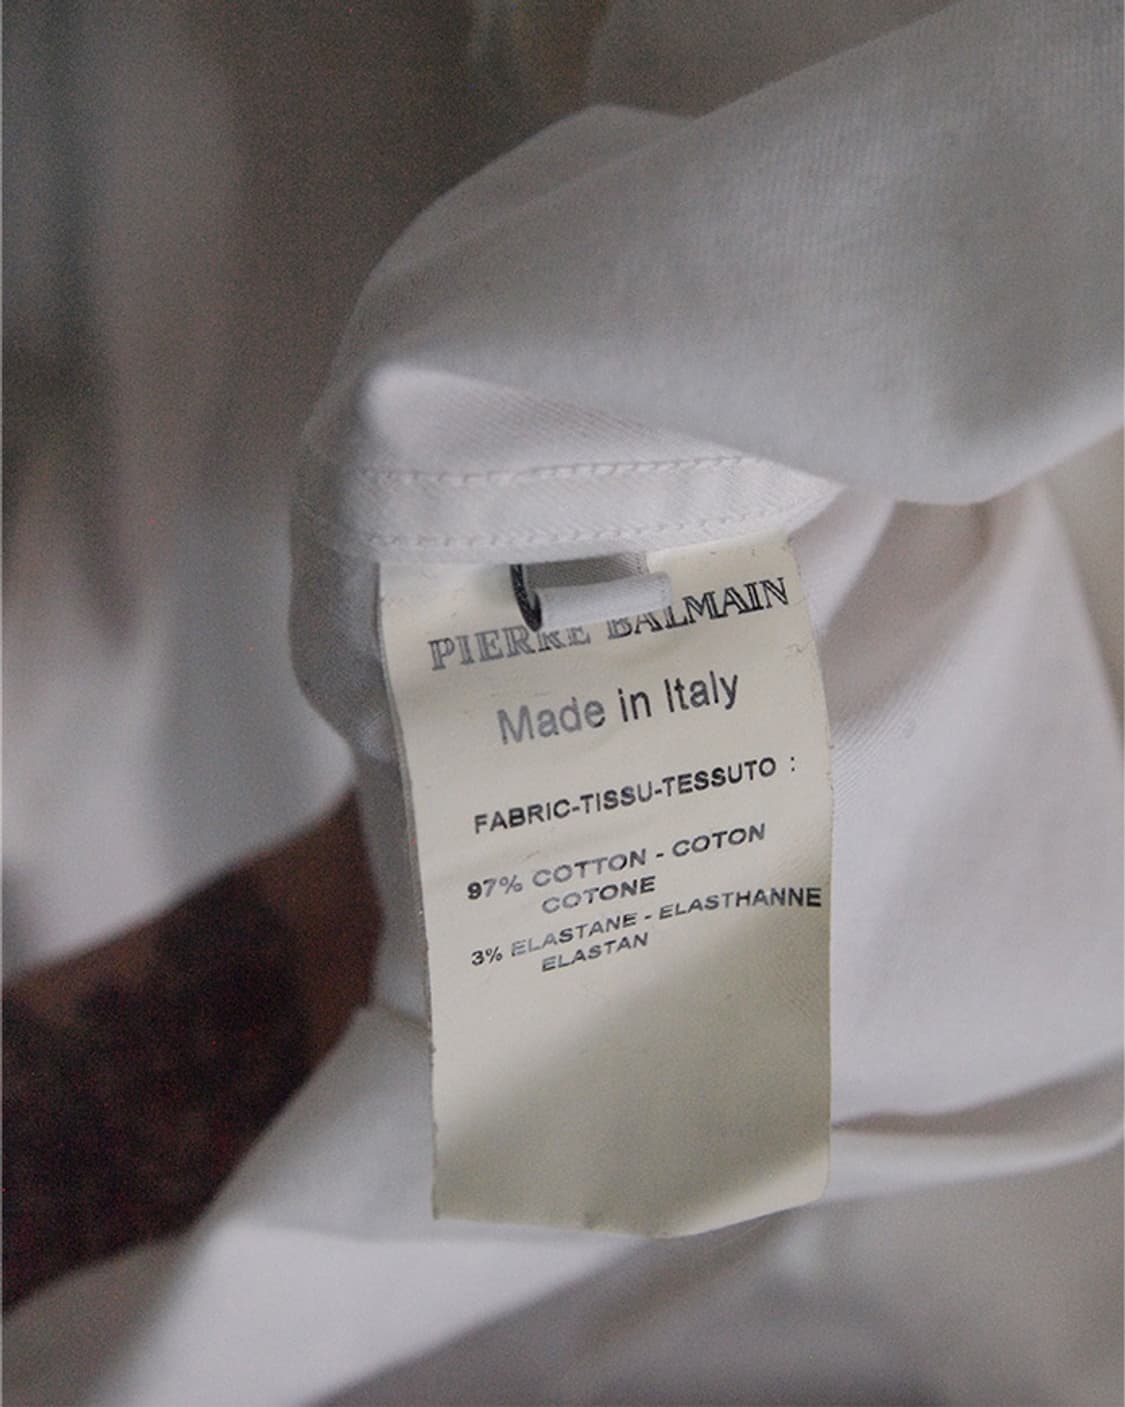 PIERRE BALMAIN
Made in Italy
FABRIC-TISSU-TESSUTO :
97% COTTON - COTON
COTONE
3% ELASTANE - ELASTHANNE
ELASTAN